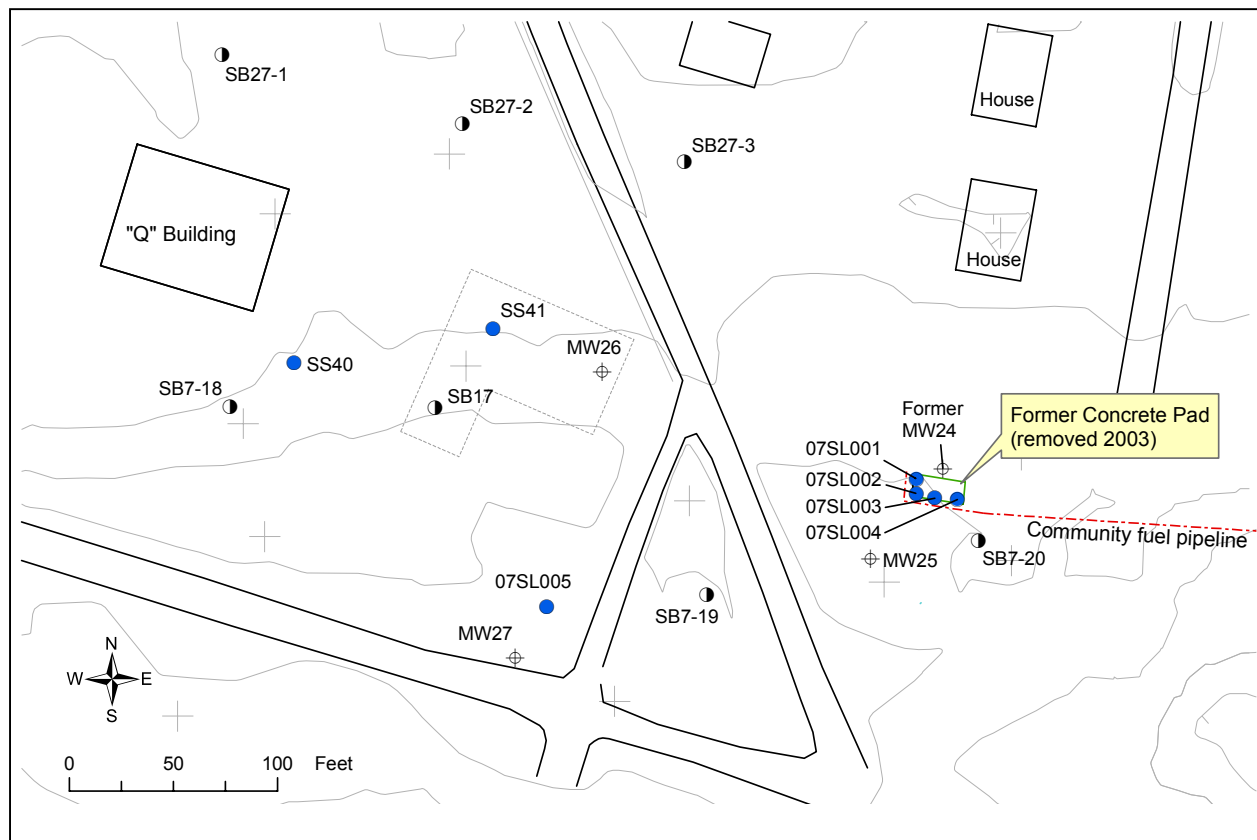 SB27-1
SB27-2
SB27-3
House
"Q" Building
House
SS41
SS40
MW26
SB7-18
SB17
Former
MW24
Former Concrete Pad
(removed 2003)
07SL001
07SL002
07SL003
07SL004
Community fuel pipeline
MW25
SB7-20
07SL005
SB7-19
MW27
N
W
E
S
0 50 100 Feet